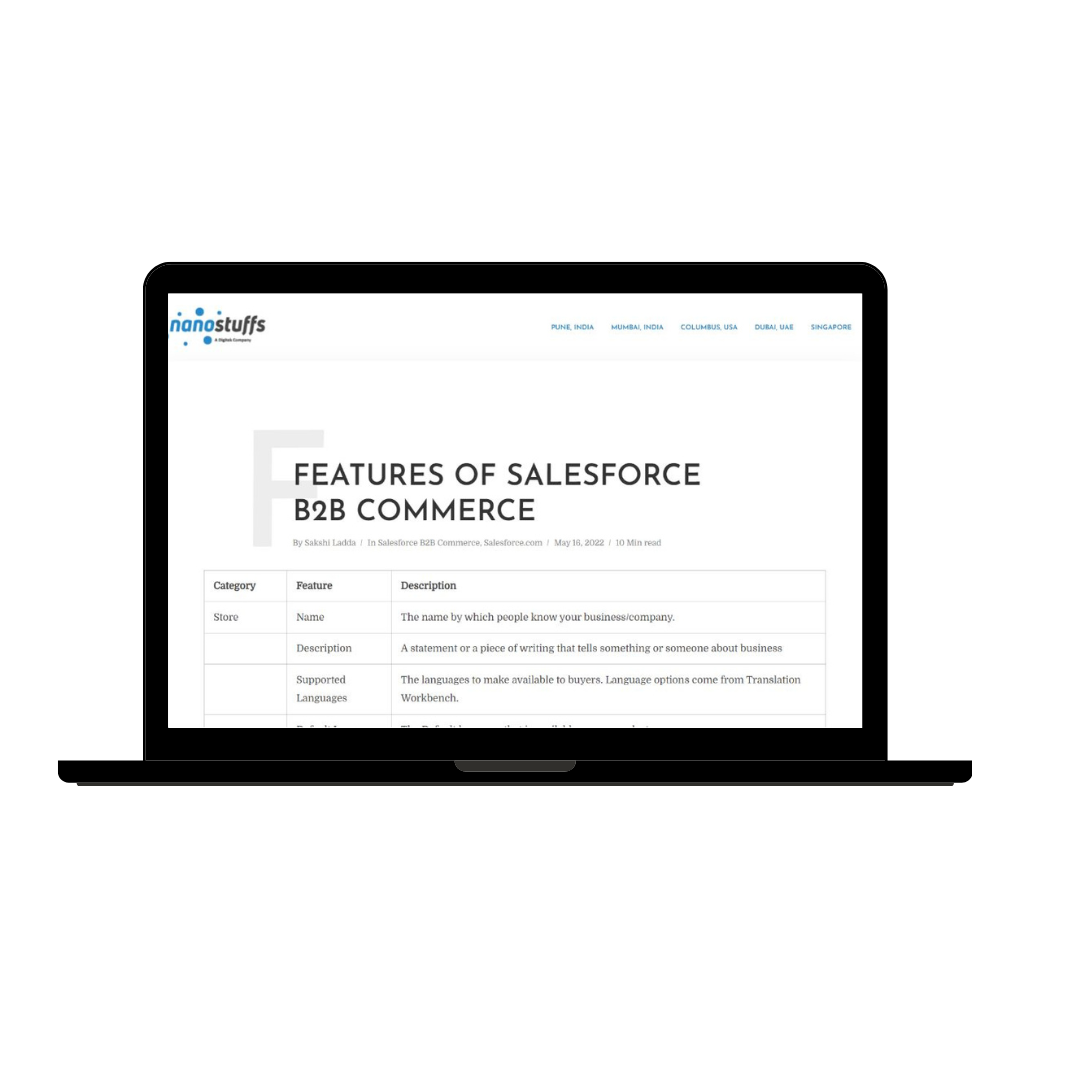 nanostuffs
A Digitek Company
PUNE, INDIA MUMBAI, INDIA COLUMBUS, USA DUBAI, UAE SINGAPORE
F
FEATURES OF SALESFORCE
B2B COMMERCE
By Sakshi Ladda / In Salesforce B2B Commerce, Salesforce.com / May 16, 2022 / 10 Min read
Category Feature Description
Store Name The name by which people know your business/company.
Description A statement or a piece of writing that tells something or someone about business
Supported The languages to make available to buyers. Language options come from Translation
Languages Workbench.